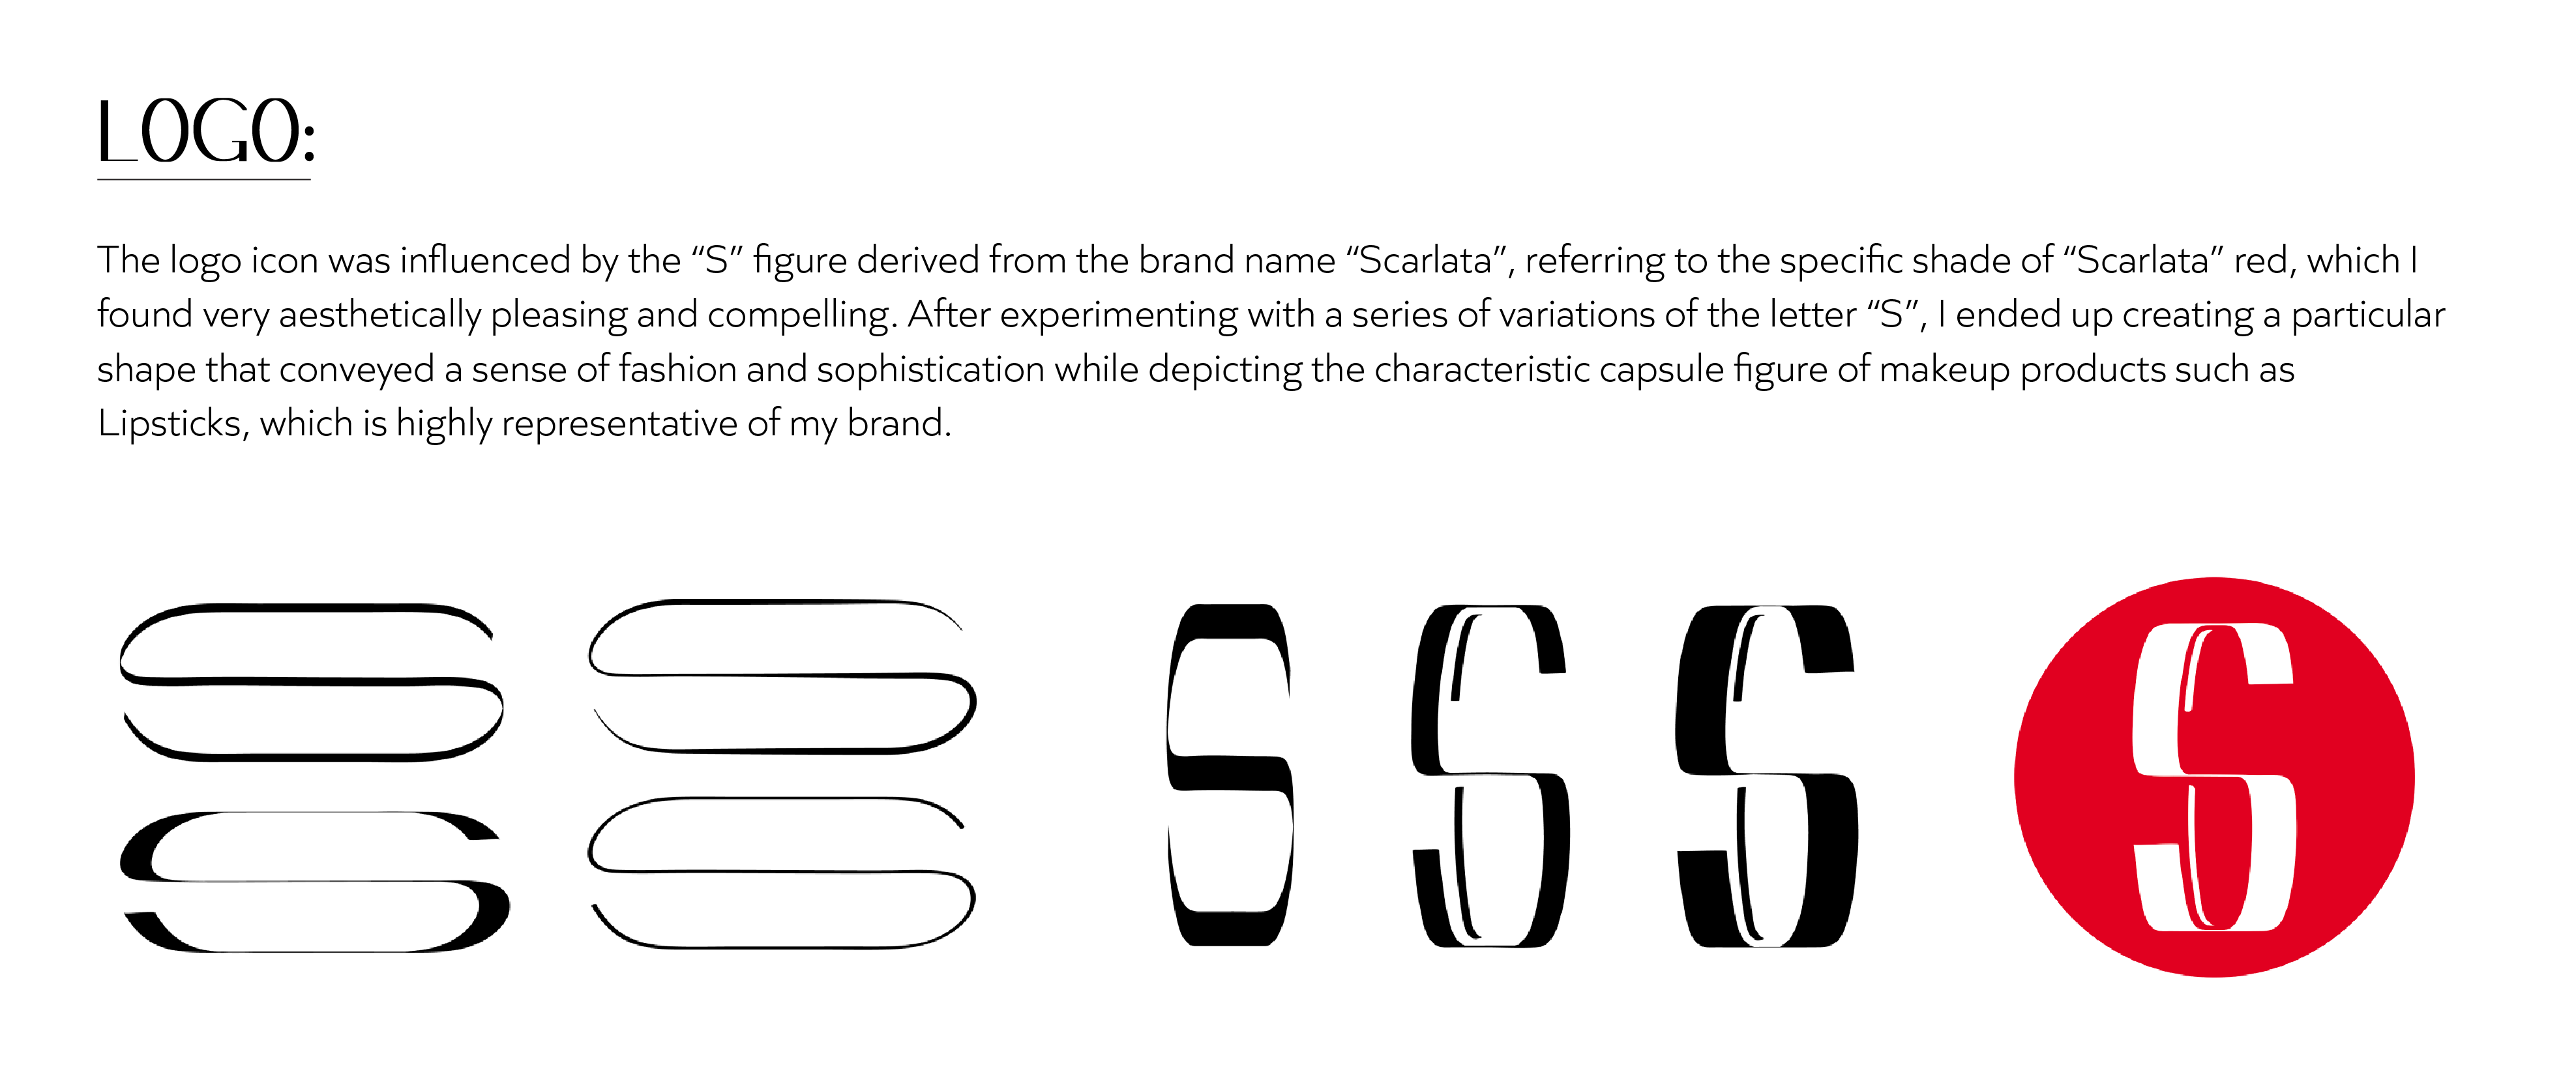 LOGO:
The logo icon was influenced by the “S” figure derived from the brand name “Scarlata”, referring to the specific shade of “Scarlata” red, which I
found very aesthetically pleasing and compelling. After experimenting with a series of variations of the letter “S”, I ended up creating a particular
shape that conveyed a sense of fashion and sophistication while depicting the characteristic capsule figure of makeup products such as
Lipsticks, which is highly representative of my brand.
S S S S S S
S S